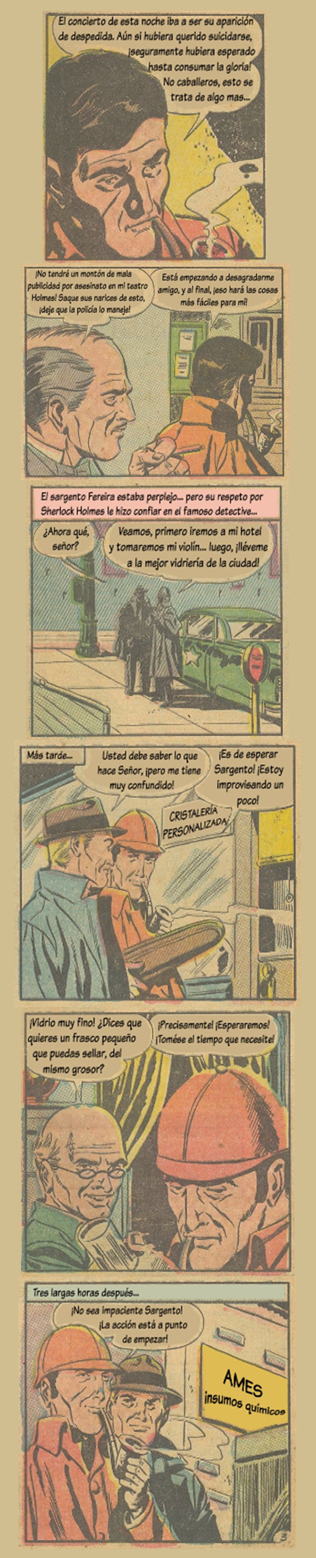 El concierto de esta noche iba a ser su aparición
de despedida. Aún si hubiera querido suicidarse,
¡seguramente hubiera esperado
hasta consumar la gloria!
No caballeros, esto se
trata de algo mas...
¡No tendré un montón de mala
publicidad por asesinato en mi teatro
Holmes! Saque sus narices de esto,
¡deje que la policía lo maneje!
Está empezando a desagradarme
amigo, y al final, ¡eso hará las cosas
más fáciles para mí!
El sargento Fereira estaba perplejo... pero su respeto por
Sherlock Holmes le hizo confiar en el famoso detective...
¿Ahora qué,
señor?
Veamos, primero iremos a mi hotel
y tomaremos mi violín... luego, ¡lléveme
a la mejor vidriería de la ciudad!
Más tarde...
Usted debe saber lo que
hace Señor, ¡pero me tiene
muy confundido!
¡Es de esperar
Sargento! ¡Estoy
improvisando un
poco!
CRISTALERÍA
PERSONALIZADA
¡Vidrio muy fino! ¿Dices que
quieres un frasco pequeño
que puedas sellar, del
mismo grosor?
¡Precisamente! ¡Esperaremos!
¡Tomése el tiempo que necesite!
Tres largas horas después...
¡No sea impaciente Sargento!
¡La acción está a punto
de empezar!
AMES
insumos químicos
3